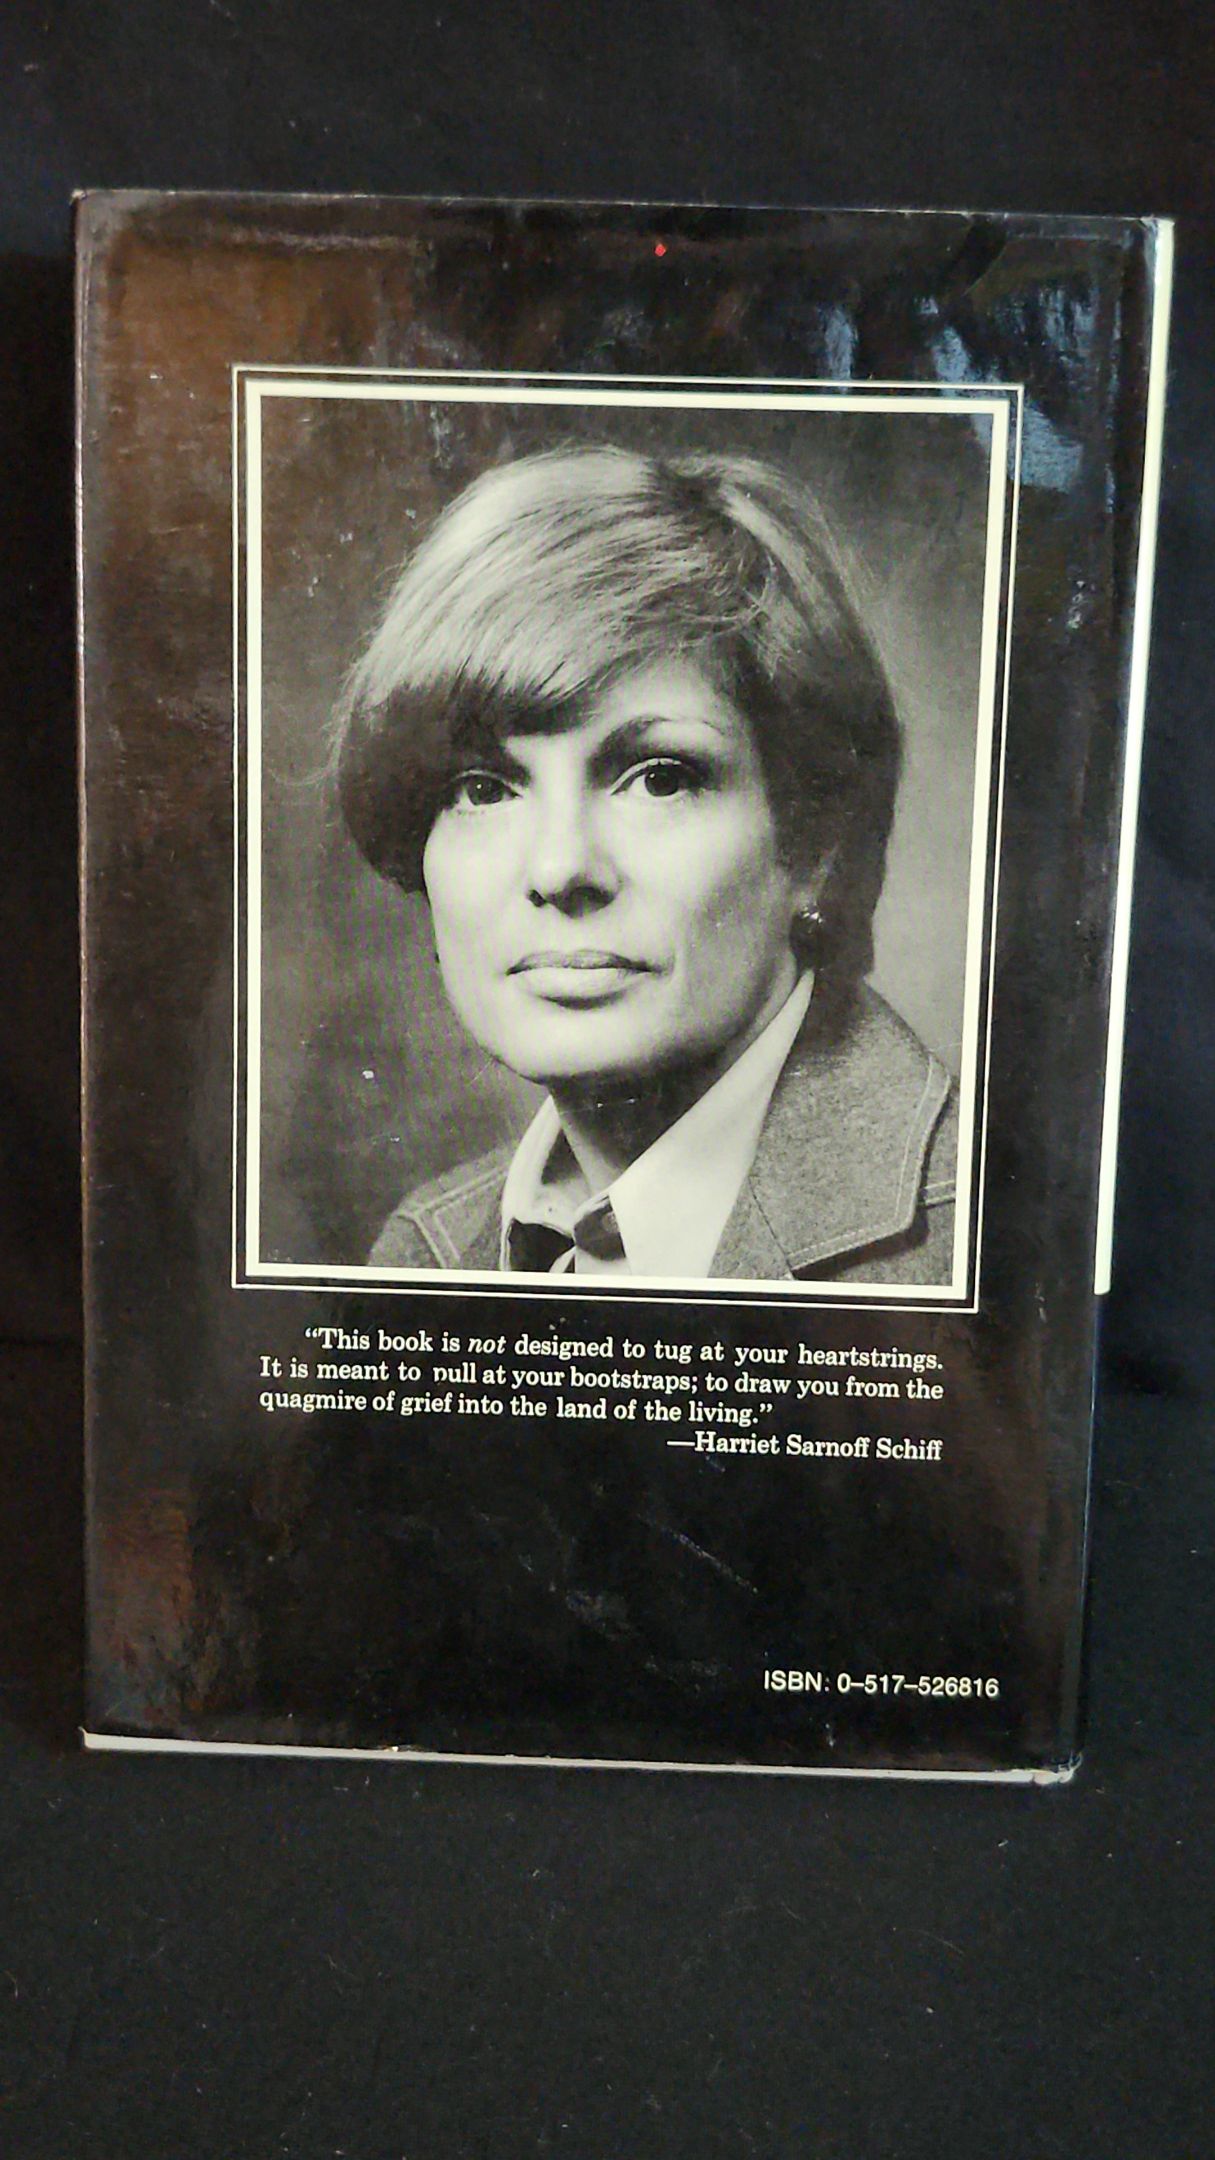 “This book is not designed to tug at your heartstrings.
It is meant to pull at your bootstraps; to draw you from the
quagmire of grief into the land of the living.”
—Harriet Sarnoff Schiff
ISBN: 0–517–526816